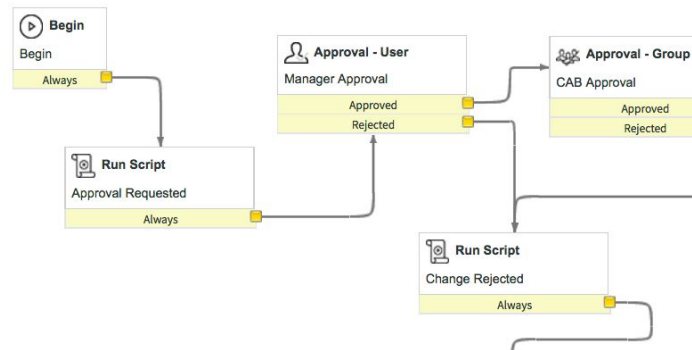 Begin
Begin
Always
Run Script
Approval Requested
Always
Approval - User
Manager Approval
Approved
Rejected
Approval - Group
CAB Approval
Approved
Rejected
Run Script
Change Rejected
Always